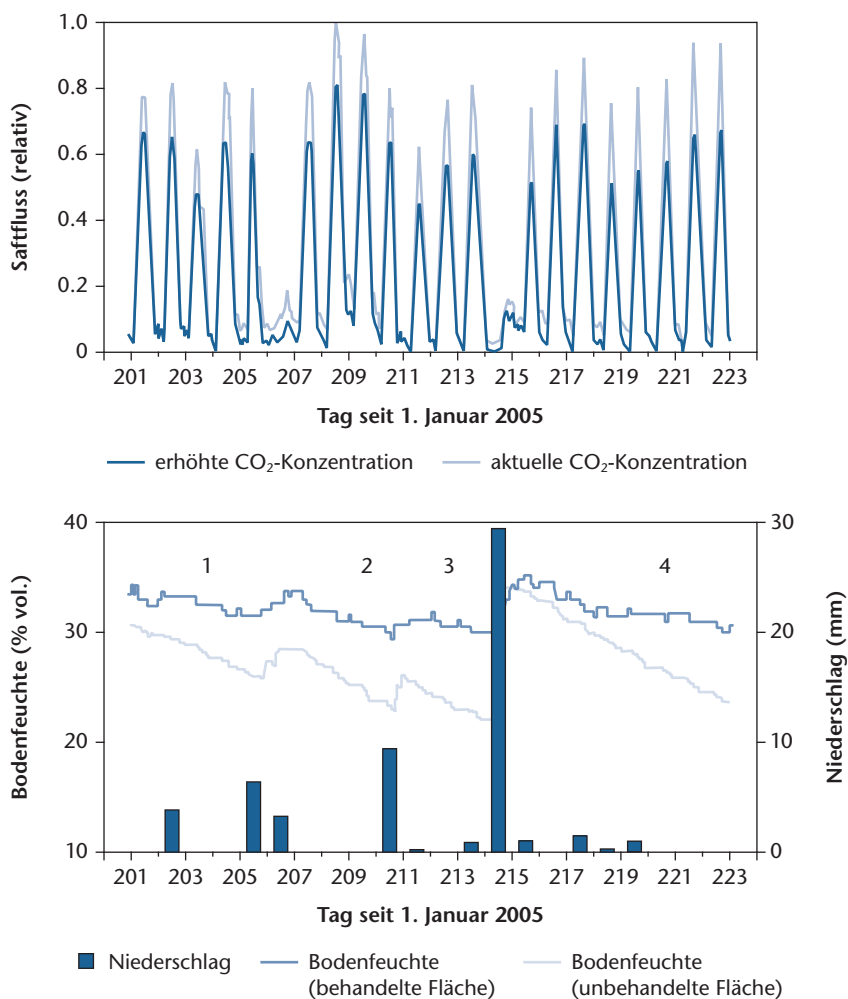 1.0
0.8
0.6
0.4
0.2
0
Saftfluss (relativ)
201 203 205 207 209 211 213 215 217 219 221 223
Tag seit 1. Januar 2005
erhöhte CO₂-Konzentration aktuelle CO₂-Konzentration
40 30
1 2 3 4
30 20
20 10
10 0
Bodenfeuchte (% vol.)
Niederschlag (mm)
201 203 205 207 209 211 213 215 217 219 221 223
Tag seit 1. Januar 2005
Niederschlag Bodenfeuchte Bodenfeuchte
(behandelte Fläche) (unbehandelte Fläche)